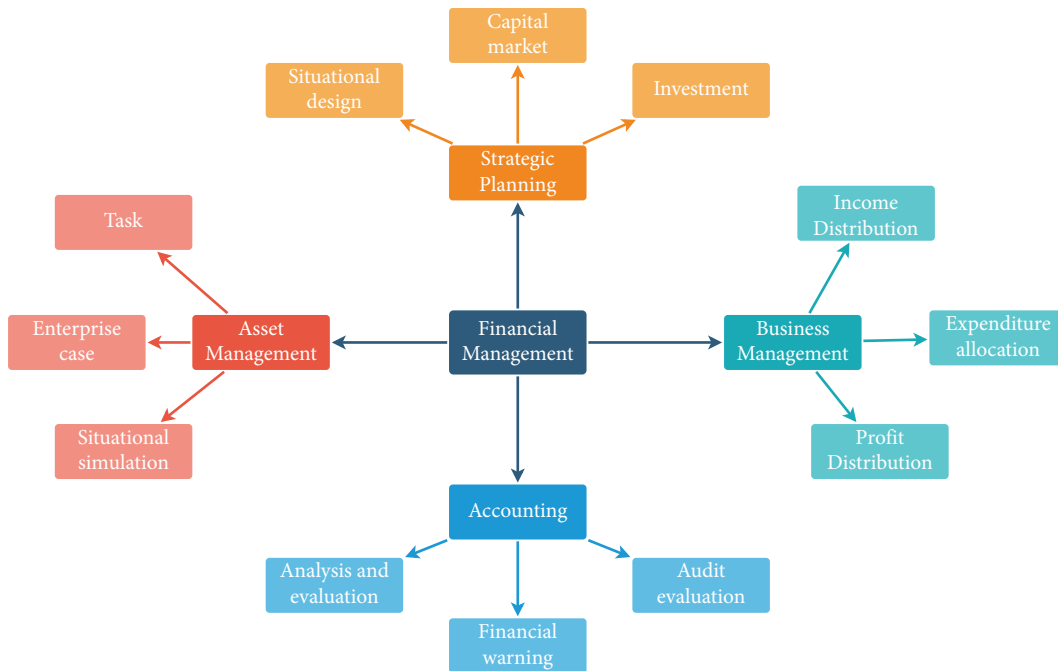 Capital
market
Situational
design
Investment
Strategic
Planning
Task
Income
Distribution
Enterprise
case
Asset
Management
Financial
Management
Business
Management
Expenditure
allocation
Situational
simulation
Profit
Distribution
Accounting
Analysis and
evaluation
Audit
evaluation
Financial
warning